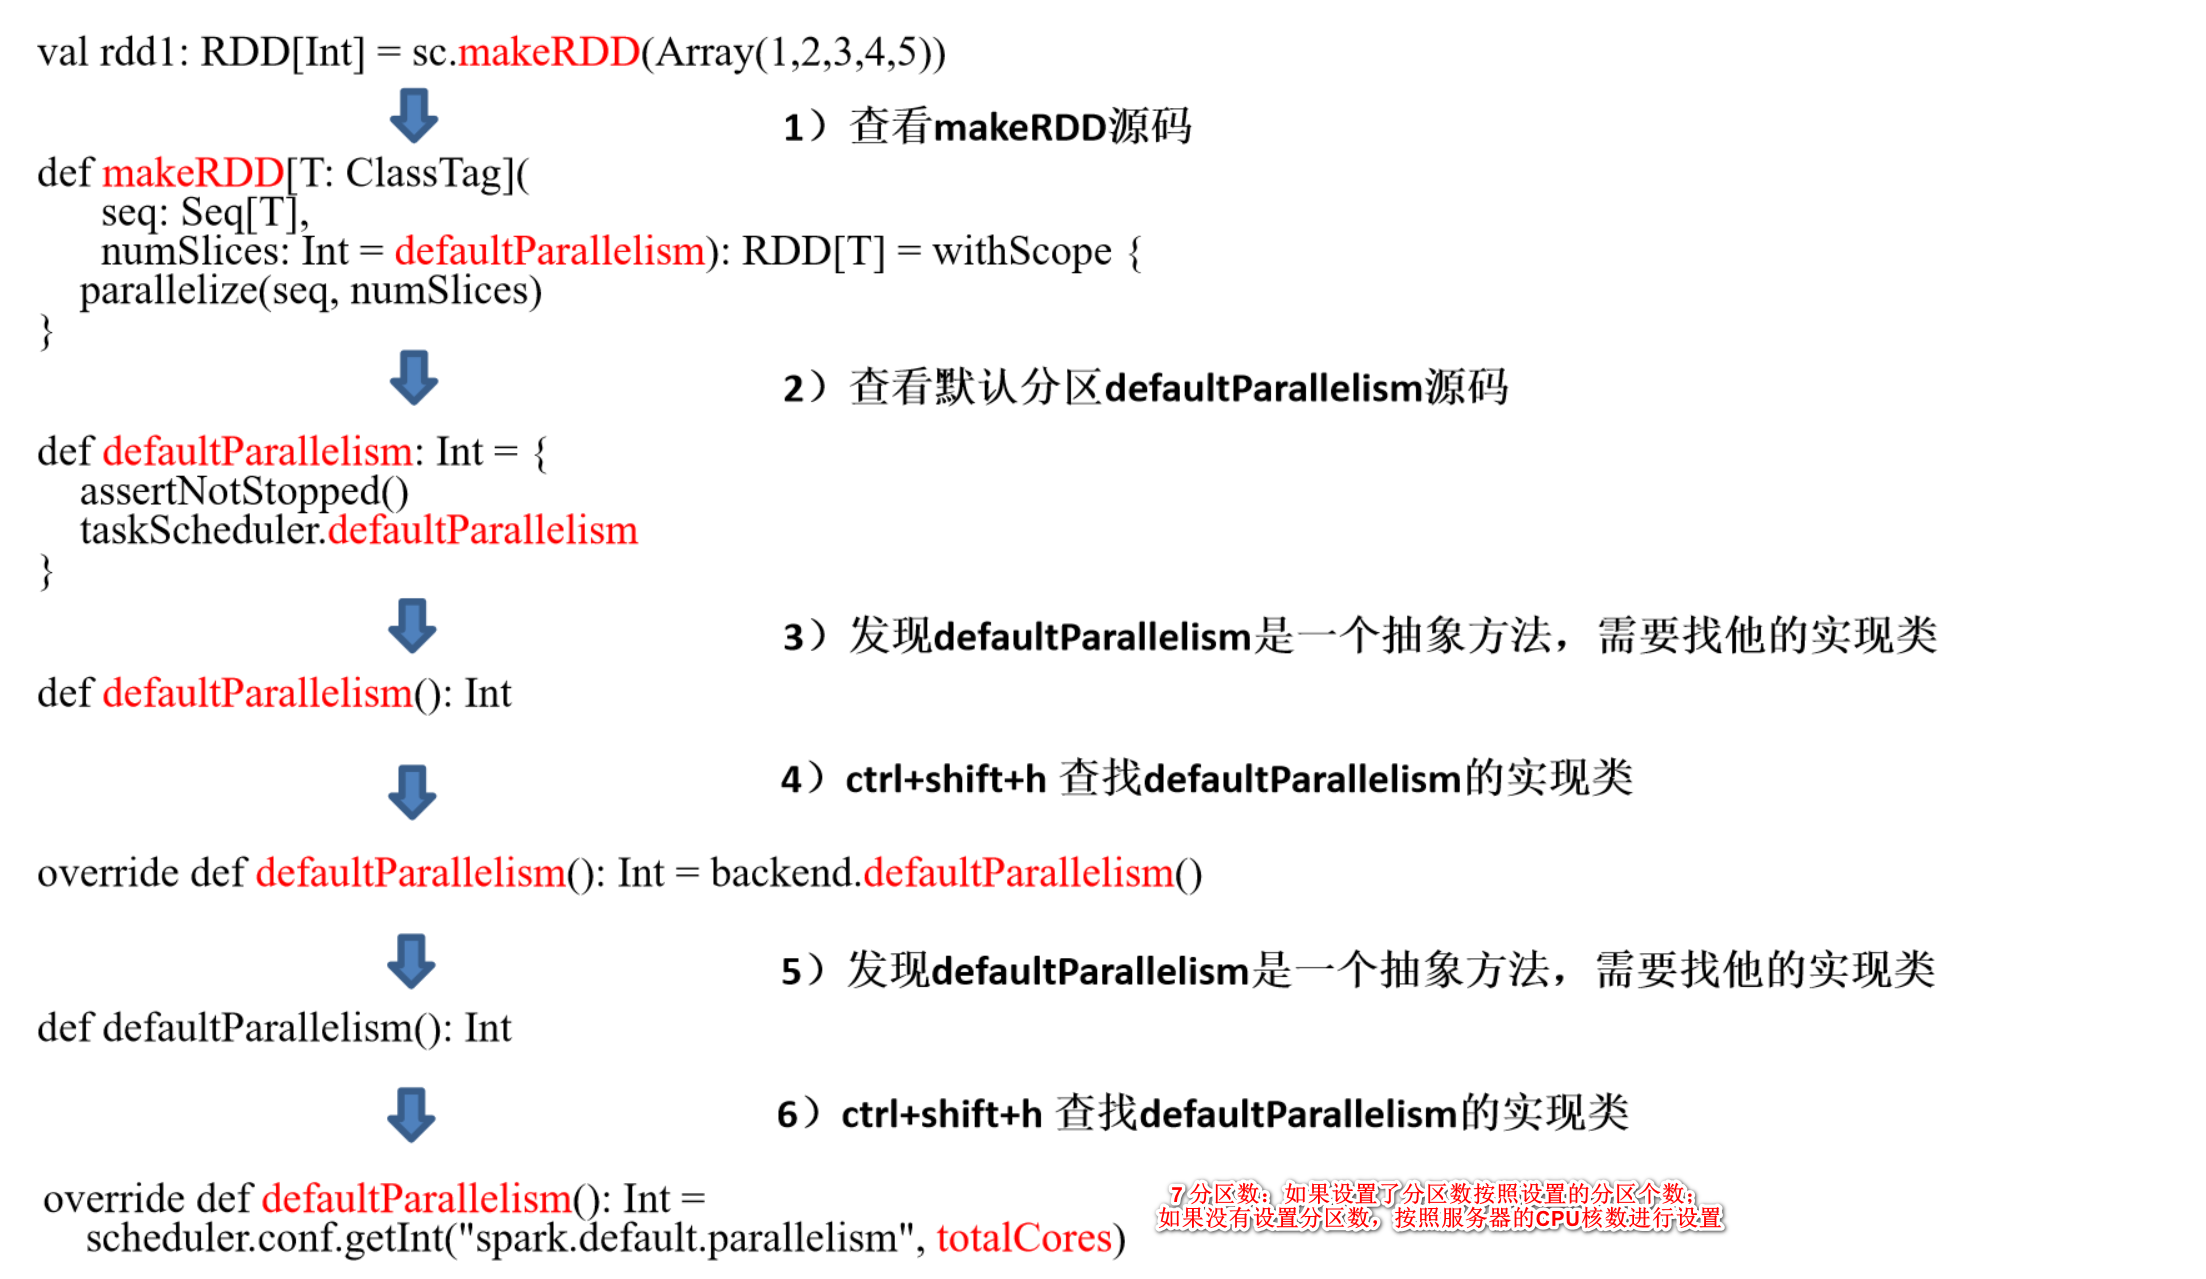 val rdd1: RDD[Int] = sc.makeRDD(Array(1,2,3,4,5))
1）查看makeRDD源码
def makeRDD[T: ClassTag](
seq: Seq[T],
numSlices: Int = defaultParallelism): RDD[T] = withScope {
parallelize(seq, numSlices)
}
2）查看默认分区defaultParallelism源码
def defaultParallelism: Int = {
assertNotStopped()
taskScheduler.defaultParallelism
}
3）发现defaultParallelism是一个抽象方法，需要找他的实现类
def defaultParallelism(): Int
4）ctrl+shift+h 查找defaultParallelism的实现类
override def defaultParallelism(): Int = backend.defaultParallelism()
5）发现defaultParallelism是一个抽象方法，需要找他的实现类
def defaultParallelism(): Int
6）ctrl+shift+h 查找defaultParallelism的实现类
override def defaultParallelism(): Int =
scheduler.conf.getInt("spark.default.parallelism", totalCores)
7 分区数：如果设置了分区数按照设置的分区个数；
如果没有设置分区数，按照服务器的CPU核数进行设置